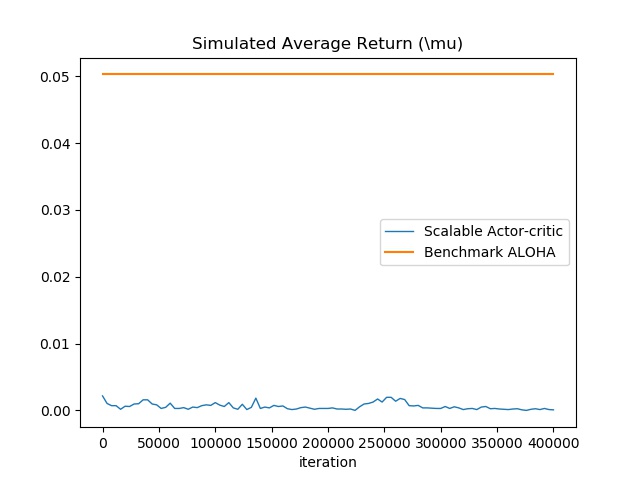 Simulated Average Return (\mu)
0.05
0.04
0.03
0.02
0.01
0.00
Scalable Actor-critic
Benchmark ALOHA
0 50000 100000 150000 200000 250000 300000 350000 400000
iteration